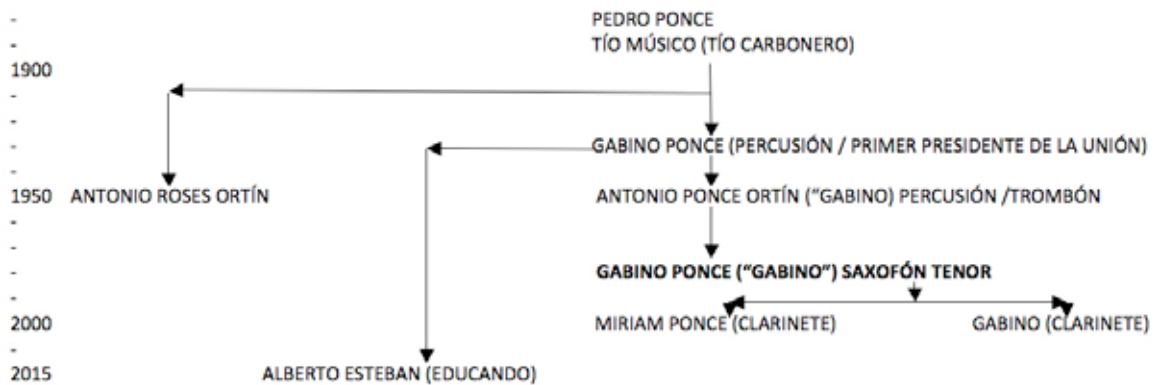 -
PEDRO PONCE
-
TÍO MÚSICO (TÍO CARBONERO)
1900
-
-
-
GABINO PONCE (PERCUSIÓN / PRIMER PRESIDENTE DE LA UNIÓN)
-
1950 ANTONIO ROSES ORTÍN ANTONIO PONCE ORTÍN (“GABINO) PERCUSIÓN /TROMBÓN
-
-
-
GABINO PONCE (“GABINO”) SAXOFÓN TENOR
-
2000 MIRIAM PONCE (CLARINETE) GABINO (CLARINETE)
-
2015 ALBERTO ESTEBAN (EDUCANDO)